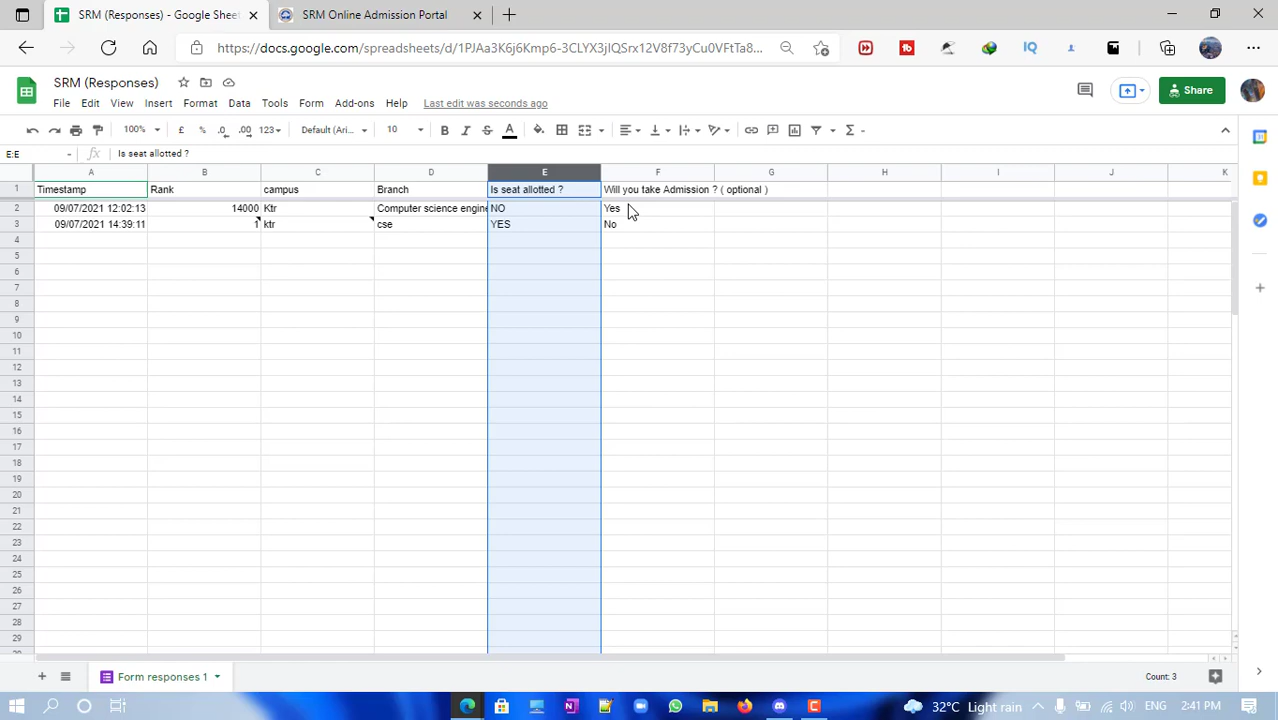 SRM (Responses) - Google Shee
SRM Online Admission Portal
https://docs.google.com/spreadsheets/d/1PJAa3K6j6Kmp6-3CLYX3jIQSrx12V8f73yCu0VFtTa8...
SRM (Responses)
File Edit View Insert Format Data Tools Form Add-ons Help Last edit was seconds ago
Share
100% £ % .0 .00 123 Default (Ari... 10 B I S A
E:E fx Is seat allotted ?
A B C D E F G H I J K
1 Timestamp Rank campus Branch Is seat allotted ? Will you take Admission ? ( optional )
2 09/07/2021 12:02:13 14000 Ktr Computer science engine NO Yes
3 09/07/2021 14:39:11 1 ktr cse YES No
4
5
6
7
8
9
10
11
12
13
14
15
16
17
18
19
20
21
22
23
24
25
26
27
28
29
Form responses 1
Count: 3
32°C Light rain ENG 2:41 PM